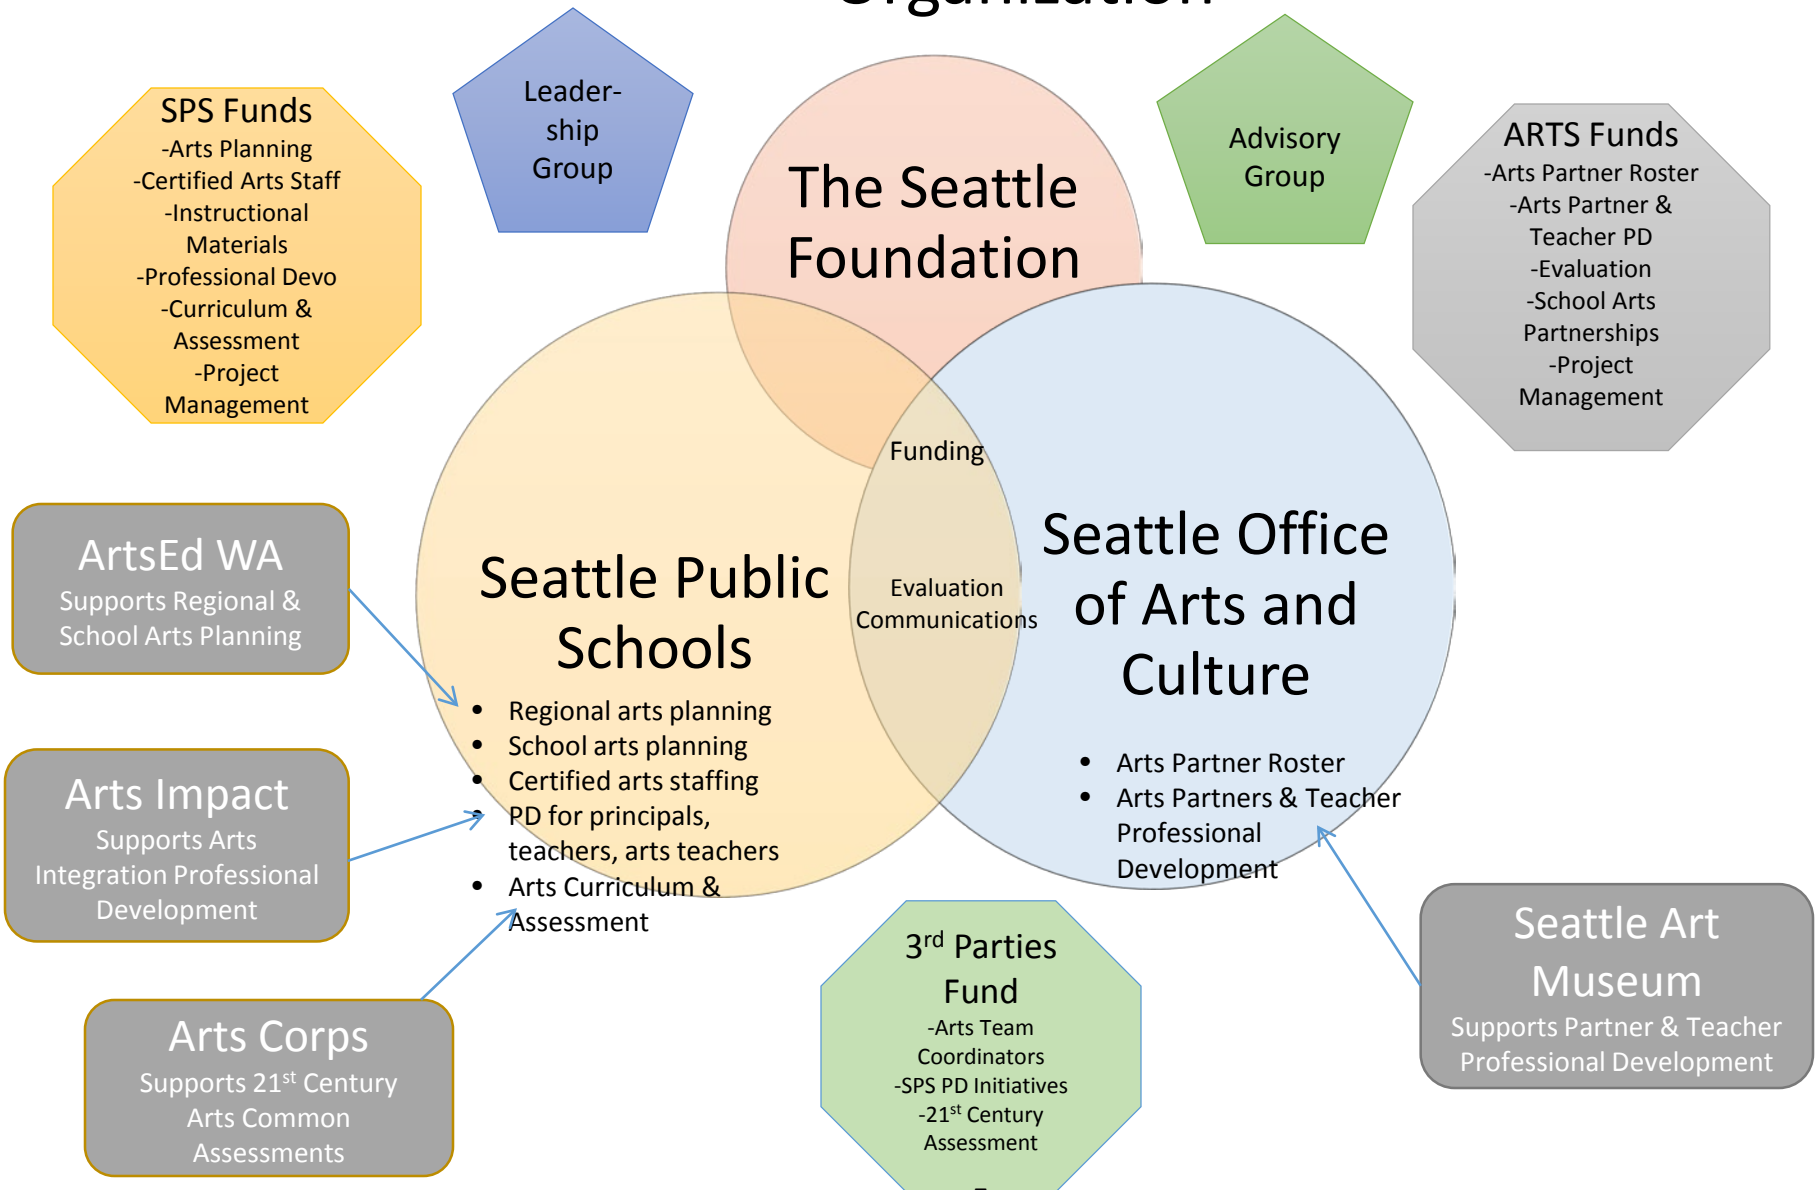 Organization
Leader-
ship
Group
Advisory
Group
SPS Funds
-Arts Planning
-Certified Arts Staff
-Instructional
Materials
-Professional Devo
-Curriculum &
Assessment
-Project
Management
The Seattle
Foundation
ARTS Funds
-Arts Partner Roster
-Arts Partner &
Teacher PD
-Evaluation
-School Arts
Partnerships
-Project
Management
Funding
Evaluation
Communications
Seattle Public
Schools
• Regional arts planning
• School arts planning
• Certified arts staffing
• PD for principals,
teachers, arts teachers
• Arts Curriculum &
Assessment
Seattle Office
of Arts and
Culture
• Arts Partner Roster
• Arts Partners & Teacher
Professional
Development
ArtsEd WA
Supports Regional &
School Arts Planning
Arts Impact
Supports Arts
Integration Professional
Development
Arts Corps
Supports 21st Century
Arts Common
Assessments
3rd Parties
Fund
-Arts Team
Coordinators
-SPS PD Initiatives
-21st Century
Assessment
Seattle Art
Museum
Supports Partner & Teacher
Professional Development